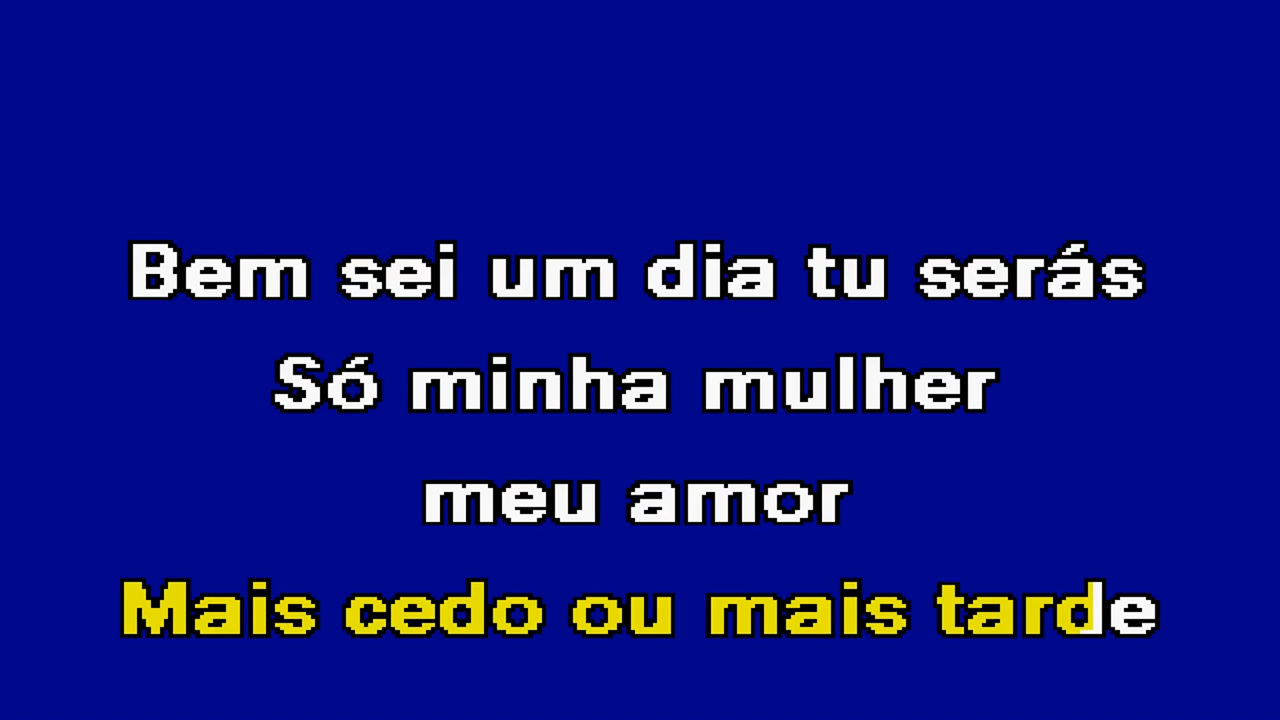 Bem sei um dia tu serás
Só minha mulher
meu amor
Mais cedo ou mais tarde